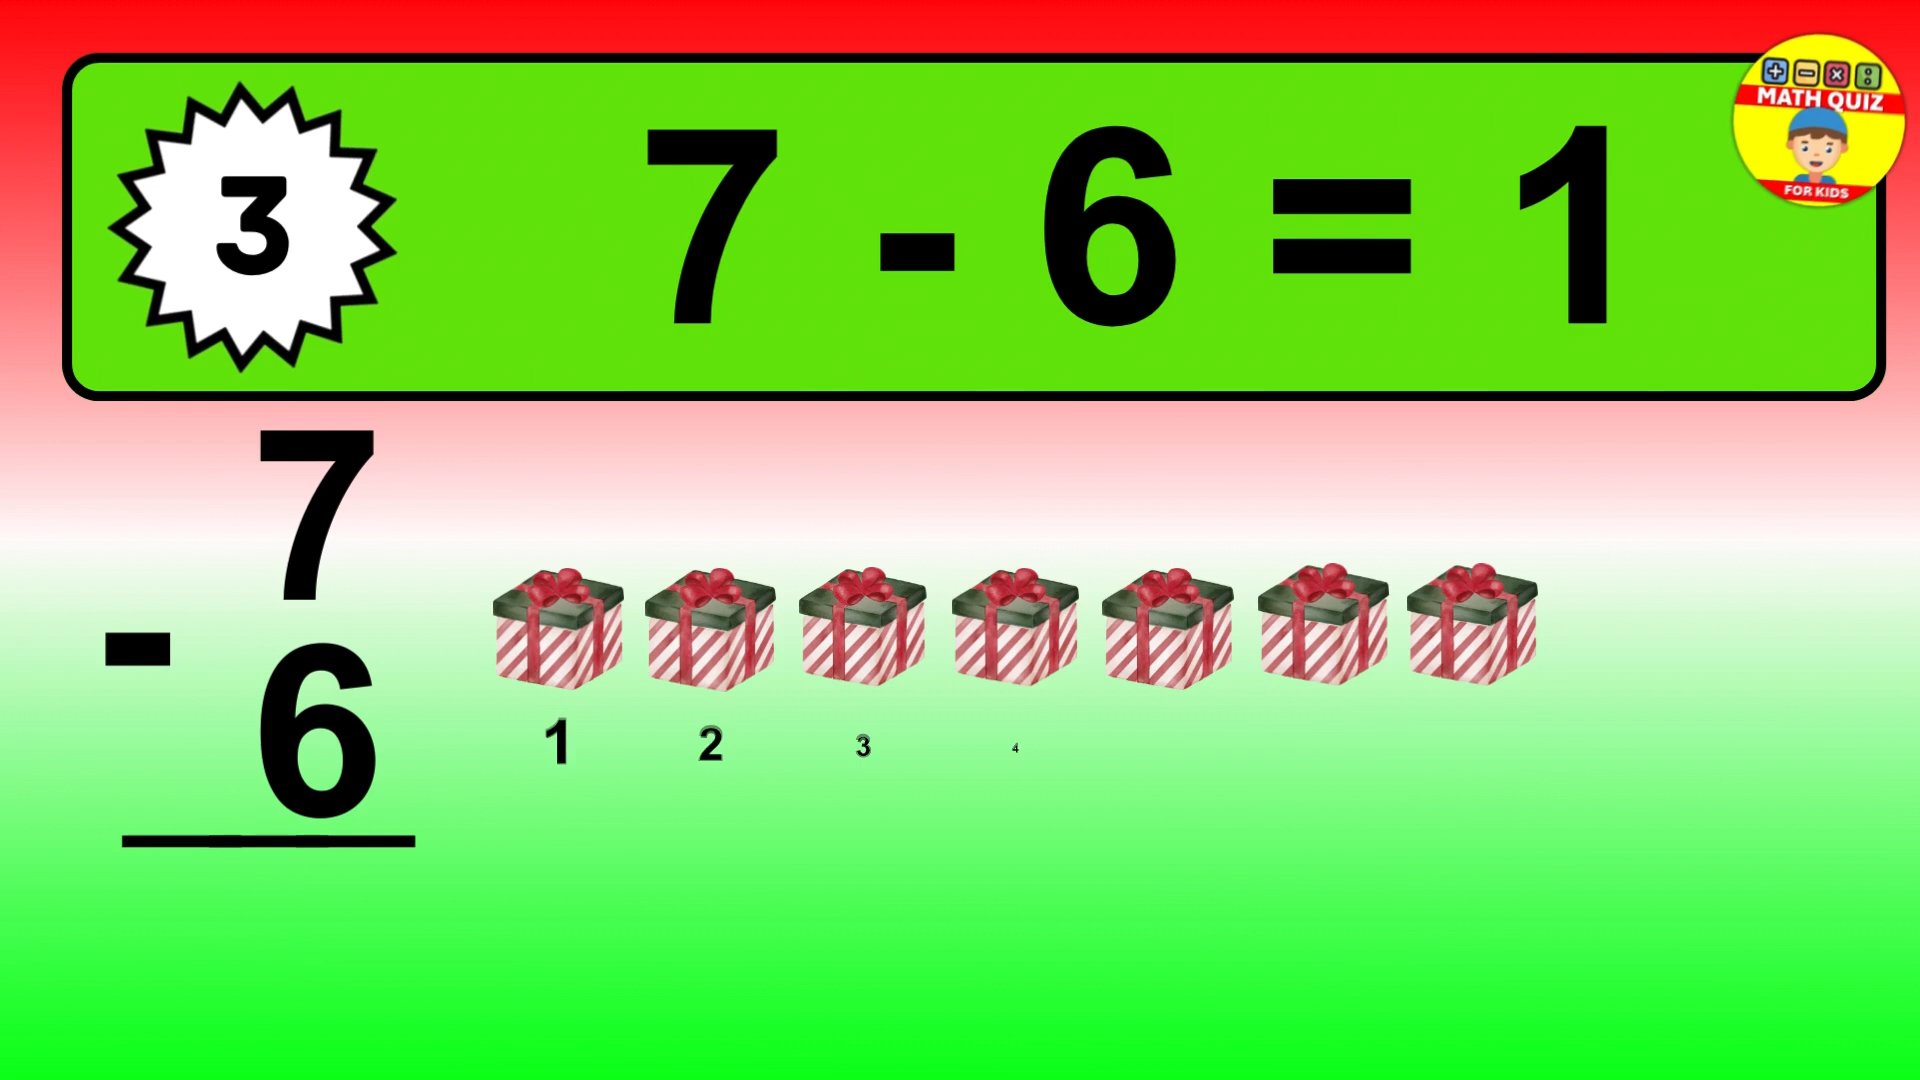 3
7 - 6 = 1
+ - × :
MATH QUIZ
FOR KIDS
7
-
6
1 2 3 4